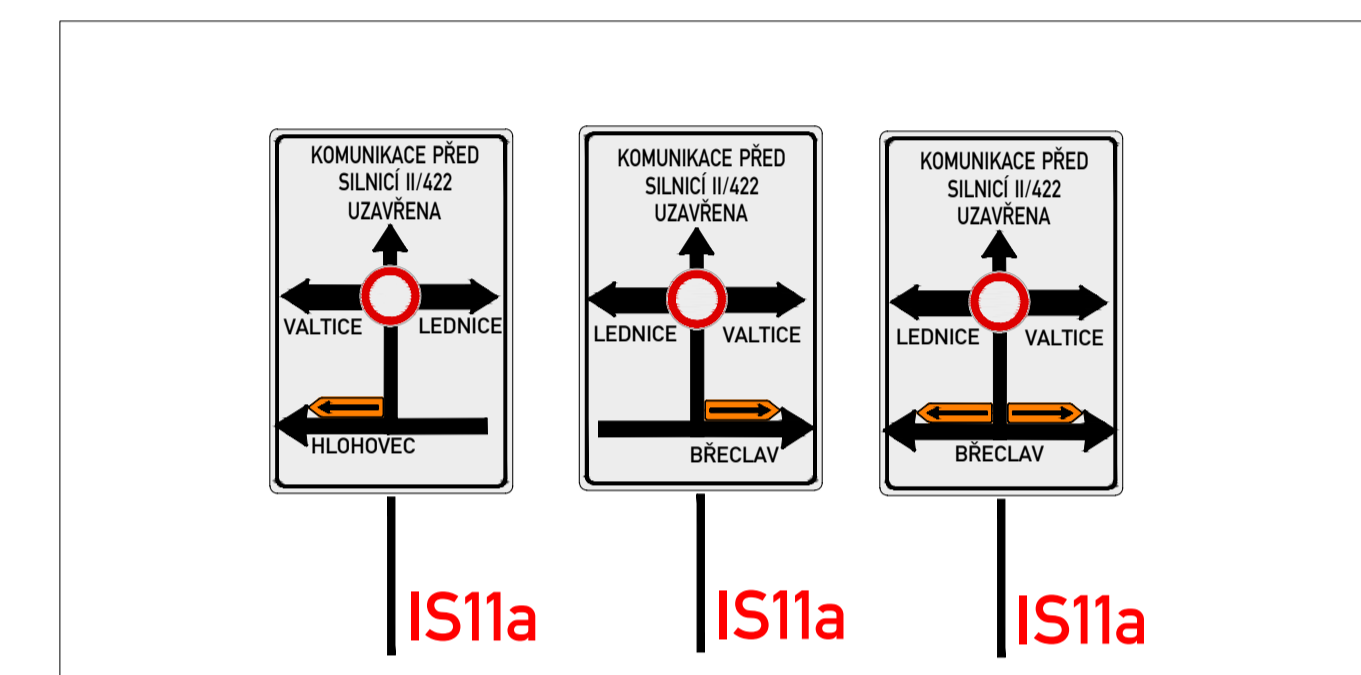 KOMUNIKACE PŘED
SILNICÍ II/422
UZAVŘENA
VALTICE
LEDNICE
HLOHOVEC
IS11a
KOMUNIKACE PŘED
SILNICÍ II/422
UZAVŘENA
LEDNICE
VALTICE
BŘECLAV
IS11a
KOMUNIKACE PŘED
SILNICÍ II/422
UZAVŘENA
LEDNICE
VALTICE
BŘECLAV
IS11a